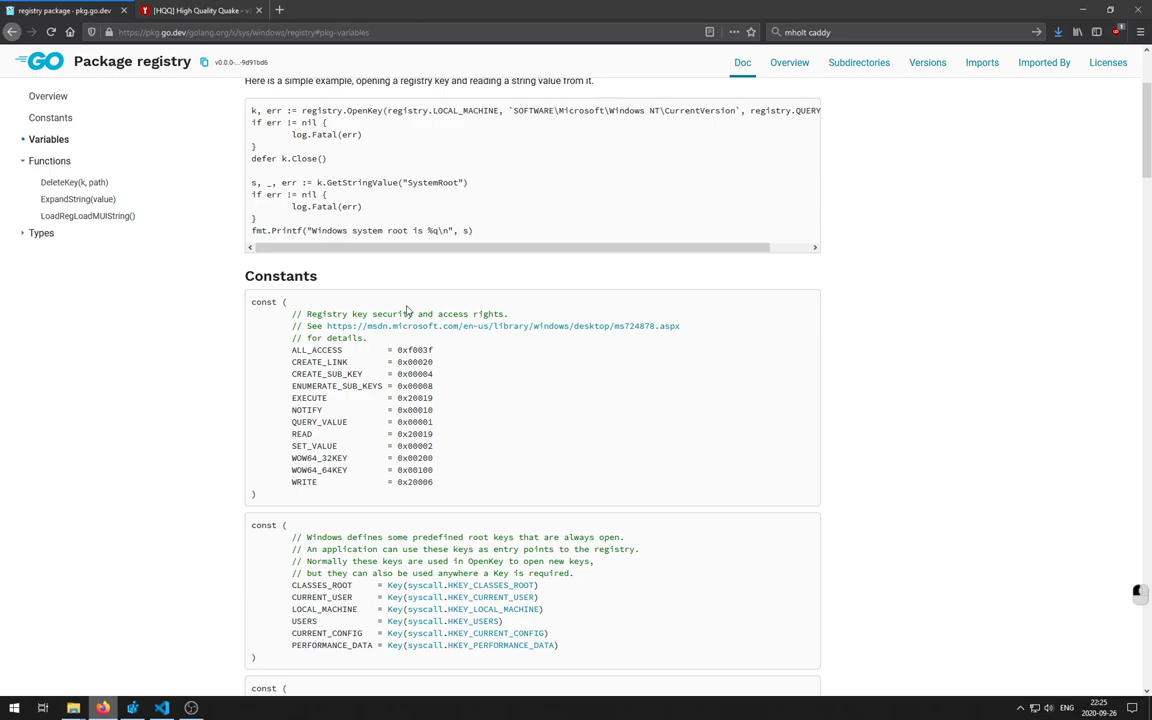 registry package - pkg.go.dev
[HQQ] High Quality Quake - v
https://pkg.go.dev/golang.org/x/sys/windows/registry#pkg-variables
mholt caddy
1
GO
Package registry
v0.0.0-...-9d91bd6
Doc
Overview
Subdirectories
Versions
Imports
Imported By
Licenses
Overview
Constants
Variables
Functions
DeleteKey(k, path)
ExpandString(value)
LoadRegLoadMUIString()
Types
Here is a simple example, opening a registry key and reading a string value from it.
k, err := registry.OpenKey(registry.LOCAL_MACHINE, `SOFTWARE\Microsoft\Windows NT\CurrentVersion`, registry.QUERY
if err != nil {
log.Fatal(err)
}
defer k.Close()
s, _, err := k.GetStringValue("SystemRoot")
if err != nil {
log.Fatal(err)
}
fmt.Printf("Windows system root is %q\n", s)
Constants
const (
// Registry key security and access rights.
// See https://msdn.microsoft.com/en-us/library/windows/desktop/ms724878.aspx
// for details.
ALL_ACCESS = 0xf003f
CREATE_LINK = 0x00020
CREATE_SUB_KEY = 0x00004
ENUMERATE_SUB_KEYS = 0x00008
EXECUTE = 0x20019
NOTIFY = 0x00010
QUERY_VALUE = 0x00001
READ = 0x20019
SET_VALUE = 0x00002
WOW64_32KEY = 0x00200
WOW64_64KEY = 0x00100
WRITE = 0x20006
)
const (
// Windows defines some predefined root keys that are always open.
// An application can use these keys as entry points to the registry.
// Normally these keys are used in OpenKey to open new keys,
// but they can also be used anywhere a Key is required.
CLASSES_ROOT = Key(syscall.HKEY_CLASSES_ROOT)
CURRENT_USER = Key(syscall.HKEY_CURRENT_USER)
LOCAL_MACHINE = Key(syscall.HKEY_LOCAL_MACHINE)
USERS = Key(syscall.HKEY_USERS)
CURRENT_CONFIG = Key(syscall.HKEY_CURRENT_CONFIG)
PERFORMANCE_DATA = Key(syscall.HKEY_PERFORMANCE_DATA)
)
const (
ENG
22:25
2020-09-26